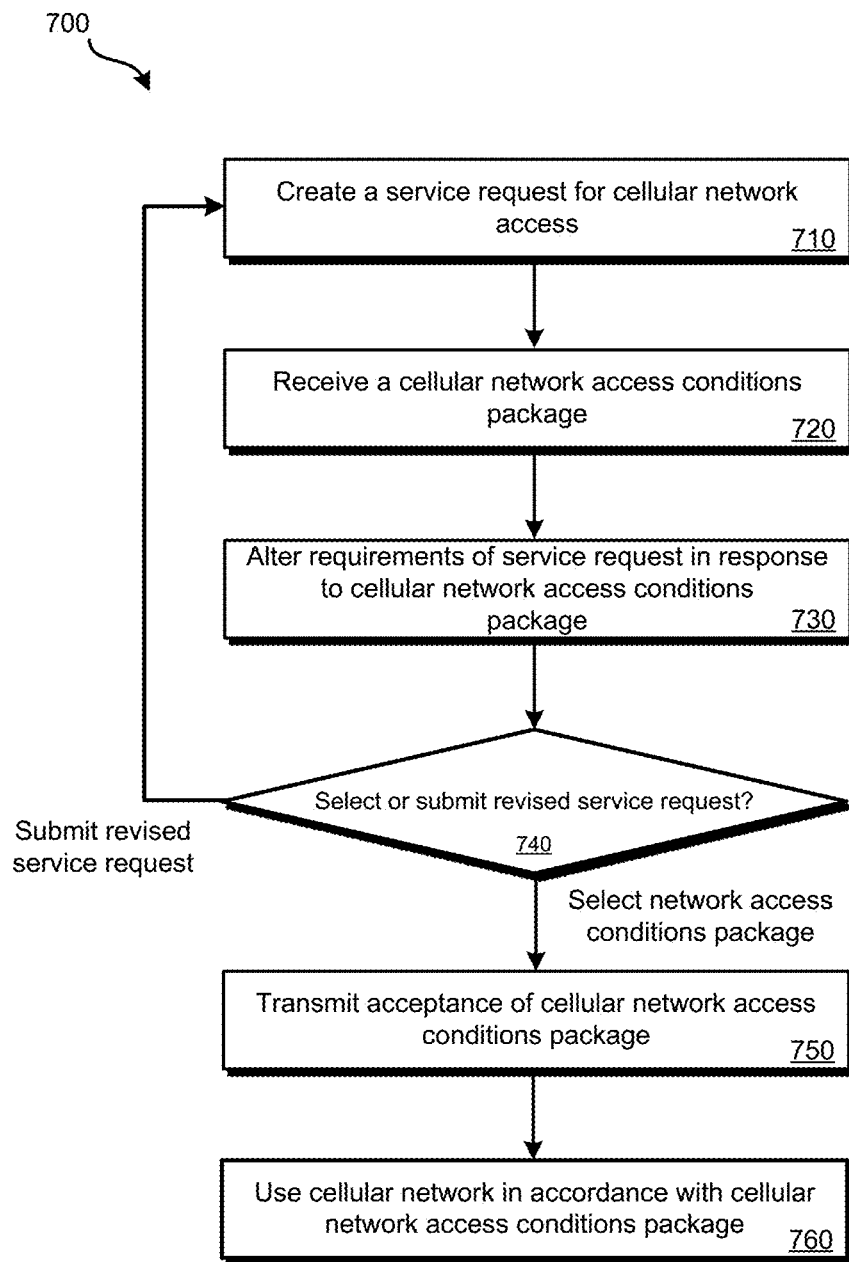 700
Create a service request for cellular network
access
710
Receive a cellular network access conditions
package
720
Alter requirements of service request in response
to cellular network access conditions
package
730
Select or submit revised service request?
740
Submit revised
service request
Select network access
conditions package
Transmit acceptance of cellular network access
conditions package
750
Use cellular network in accordance with cellular
network access conditions package
760